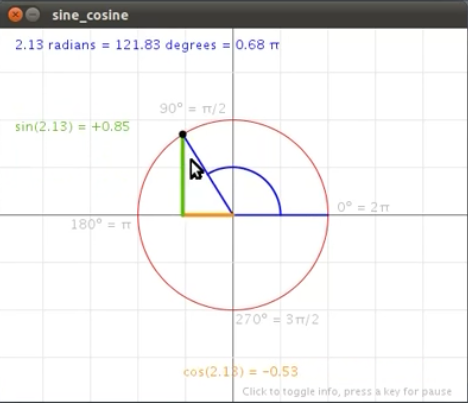 sine_cosine
2.13 radians = 121.83 degrees = 0.68 π
90° = π/2
sin(2.13) = +0.85
0° = 2π
180° = π
270° = 3π/2
cos(2.13) = -0.53
Click to toggle info, press a key for pause